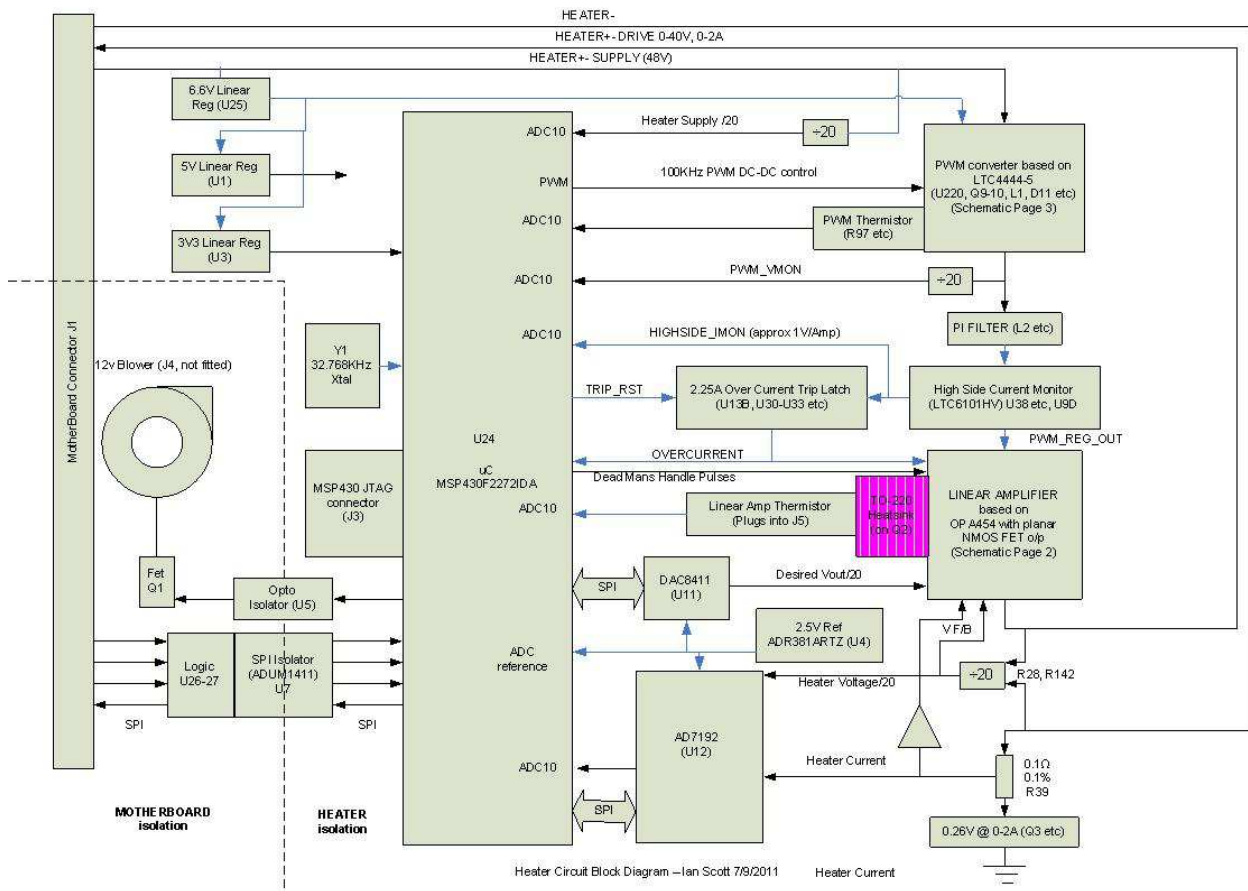 HEATER-
HEATER+- DRIVE 0-40V, 0-2A
HEATER+- SUPPLY (48V)
6.6V Linear
Reg (U25)
5V Linear Reg
(U1)
3V3 Linear Reg
(U3)
MotherBoard Connector J1
12v Blower (J4, not fitted)
Y1
32.768KHz
Xtal
MSP430 JTAG
connector
(J3)
Fet
Q1
Opto
Isolator (U5)
Logic
U26-27
SPI Isolator
(ADUM1411)
U7
SPI
SPI
MOTHERBOARD
isolation
HEATER
isolation
ADC10
PWM
ADC10
ADC10
ADC10
U24
uC
MSP430F2272IDA
ADC10
ADC
reference
ADC10
Heater Supply /20
÷20
100KHz PWM DC-DC control
PWM Thermistor
(R97 etc)
PWM converter based on
LTC4444-5
(U220, Q9-10, L1, D11 etc)
(Schematic Page 3)
PWM_VMON
÷20
PI FILTER (L2 etc)
HIGHSIDE_IMON (approx 1V/Amp)
TRIP_RST
2.25A Over Current Trip Latch
(U13B, U30-U33 etc)
High Side Current Monitor
(LTC6101HV) U38 etc, U9D
PWM_REG_OUT
OVERCURRENT
Dead Mans Handle Pulses
Linear Amp Thermistor
(Plugs into J5)
TO-220
Heatsink
(on Q2)
LINEAR AMPLIFIER
based on
OPA454 with planar
NMOS FET o/p
(Schematic Page 2)
SPI
DAC8411
(U11)
Desired Vout/20
2.5V Ref
ADR381ARTZ (U4)
V F/B
Heater Voltage/20
÷20
R28, R142
AD7192
(U12)
Heater Current
0.1Ω
0.1%
R39
SPI
0.26V @ 0-2A (Q3 etc)
Heater Circuit Block Diagram – Ian Scott 7/9/2011
Heater Current